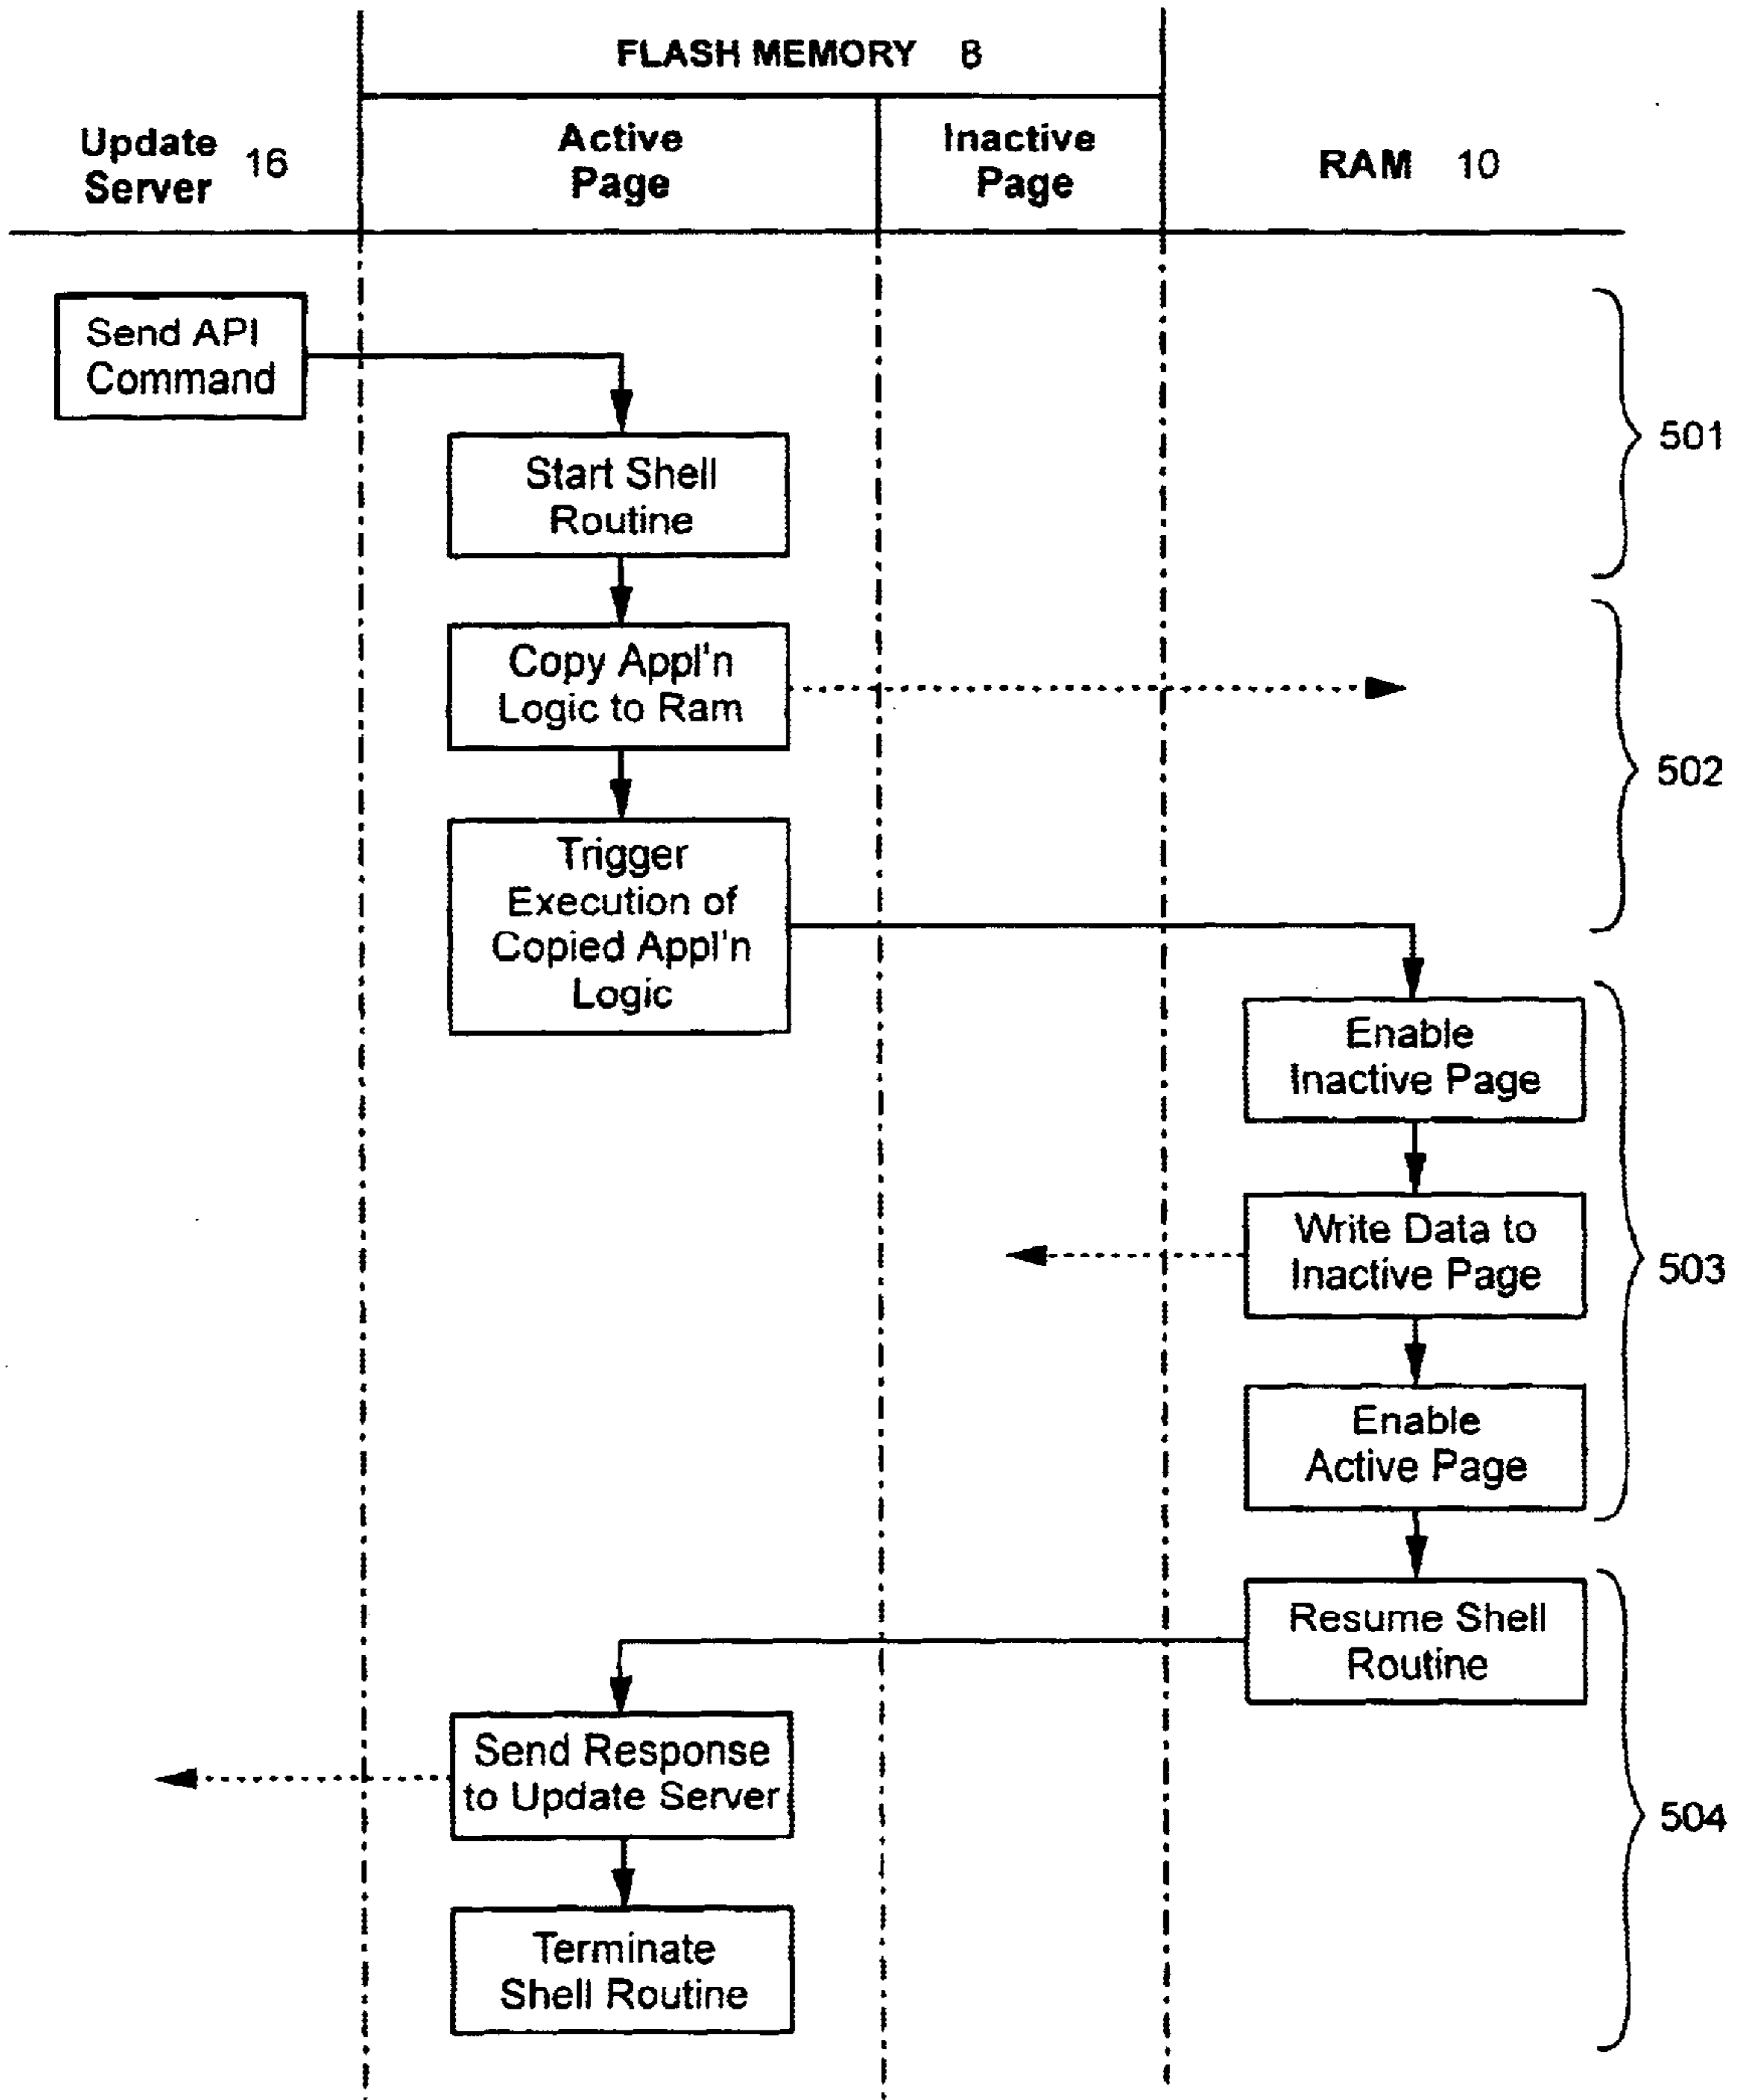 FLASH MEMORY 8
Update
Server 16
Active
Page
Inactive
Page
RAM 10
Send API
Command
Start Shell
Routine
501
Copy Appl'n
Logic to Ram
502
Trigger
Execution of
Copied Appl'n
Logic
Enable
Inactive Page
Write Data to
Inactive Page
503
Enable
Active Page
Resume Shell
Routine
Send Response
to Update Server
504
Terminate
Shell Routine